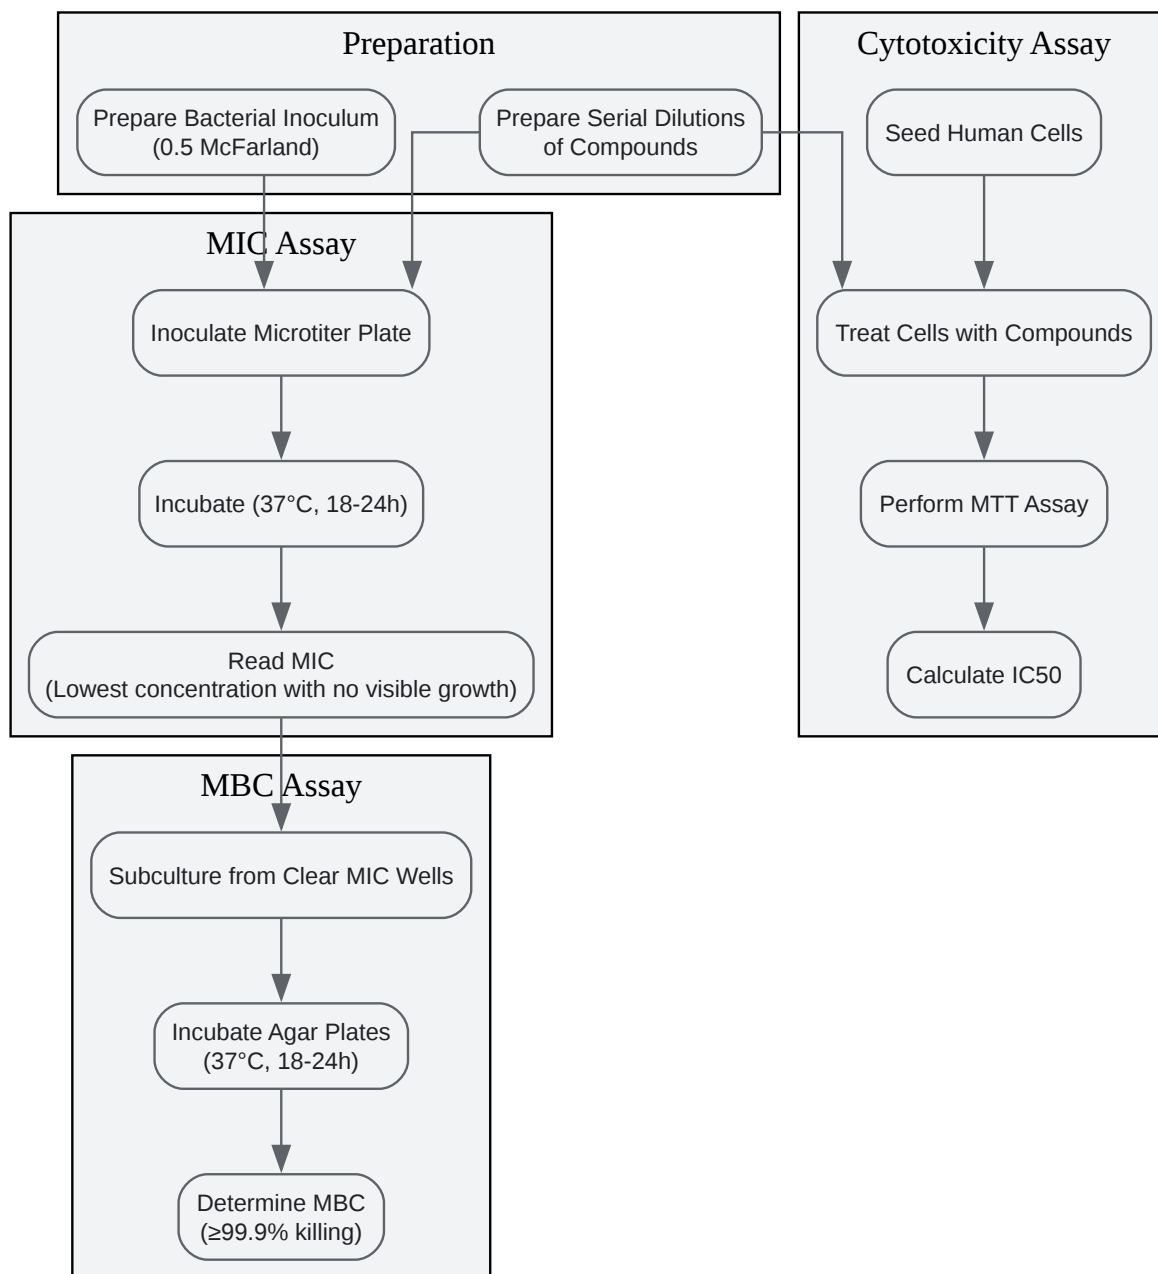 Preparation
Prepare Bacterial Inoculum
(0.5 McFarland)
Prepare Serial Dilutions
of Compounds
Cytotoxicity Assay
Seed Human Cells
MIC Assay
Inoculate Microtiter Plate
Treat Cells with Compounds
Incubate (37°C, 18-24h)
Perform MTT Assay
Read MIC
(Lowest concentration with no visible growth)
Calculate IC50
MBC Assay
Subculture from Clear MIC Wells
Incubate Agar Plates
(37°C, 18-24h)
Determine MBC
(≥99.9% killing)